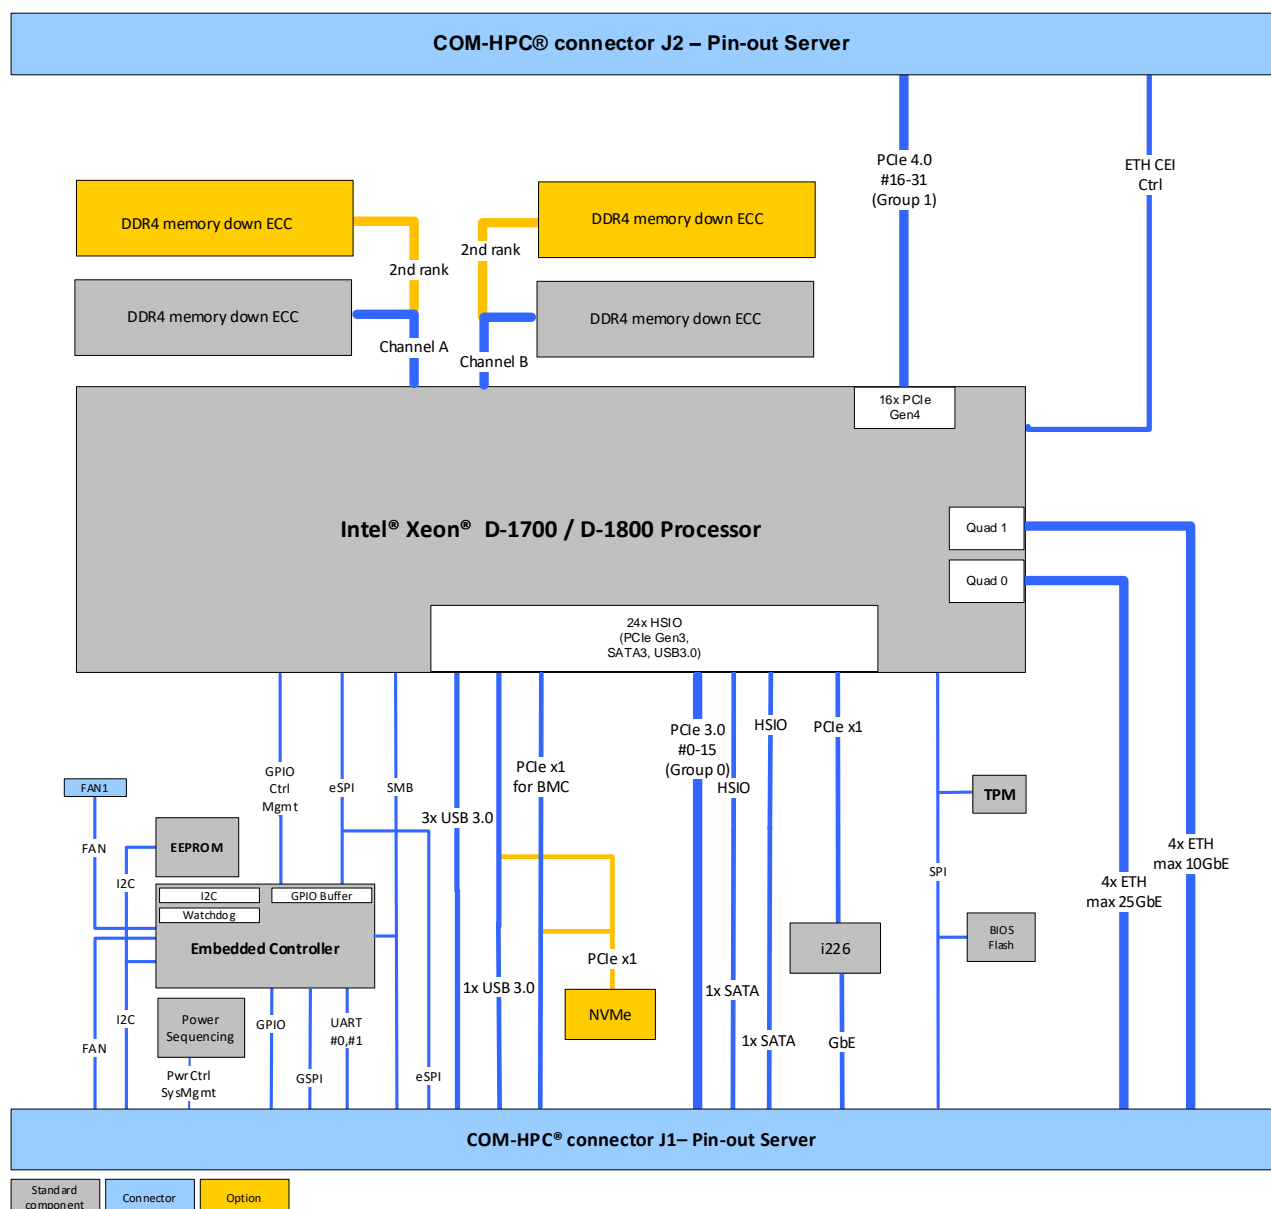 COM-HPC® connector J2 – Pin-out Server
PCIe 4.0
#16-31
(Group 1)
ETH CEI
Ctrl
DDR4 memory down ECC
DDR4 memory down ECC
2nd rank
2nd rank
DDR4 memory down ECC
DDR4 memory down ECC
Channel A
Channel B
16x PCIe
Gen4
Intel® Xeon® D-1700 / D-1800 Processor
Quad 1
Quad 0
24x HSIO
(PCIe Gen3,
SATA3, USB3.0)
GPIO
Ctrl
Mgmt
eSPI
SMB
3x USB 3.0
PCIe x1
for BMC
PCIe 3.0
#0-15
(Group 0)
HSIO
HSIO
PCIe x1
FAN1
FAN
EEPROM
I2C
I2C
GPIO Buffer
Watchdog
Embedded Controller
TPM
SPI
BIOS
Flash
4x ETH
max 10GbE
4x ETH
max 25GbE
i226
PCIe x1
NVMe
1x USB 3.0
1x SATA
1x SATA
GbE
I2C
FAN
Power
Sequencing
PwrCtrl
SysMgmt
GPIO
GSPI
UART
#0,#1
eSPI
COM-HPC® connector J1– Pin-out Server
Standard
component
Connector
Option